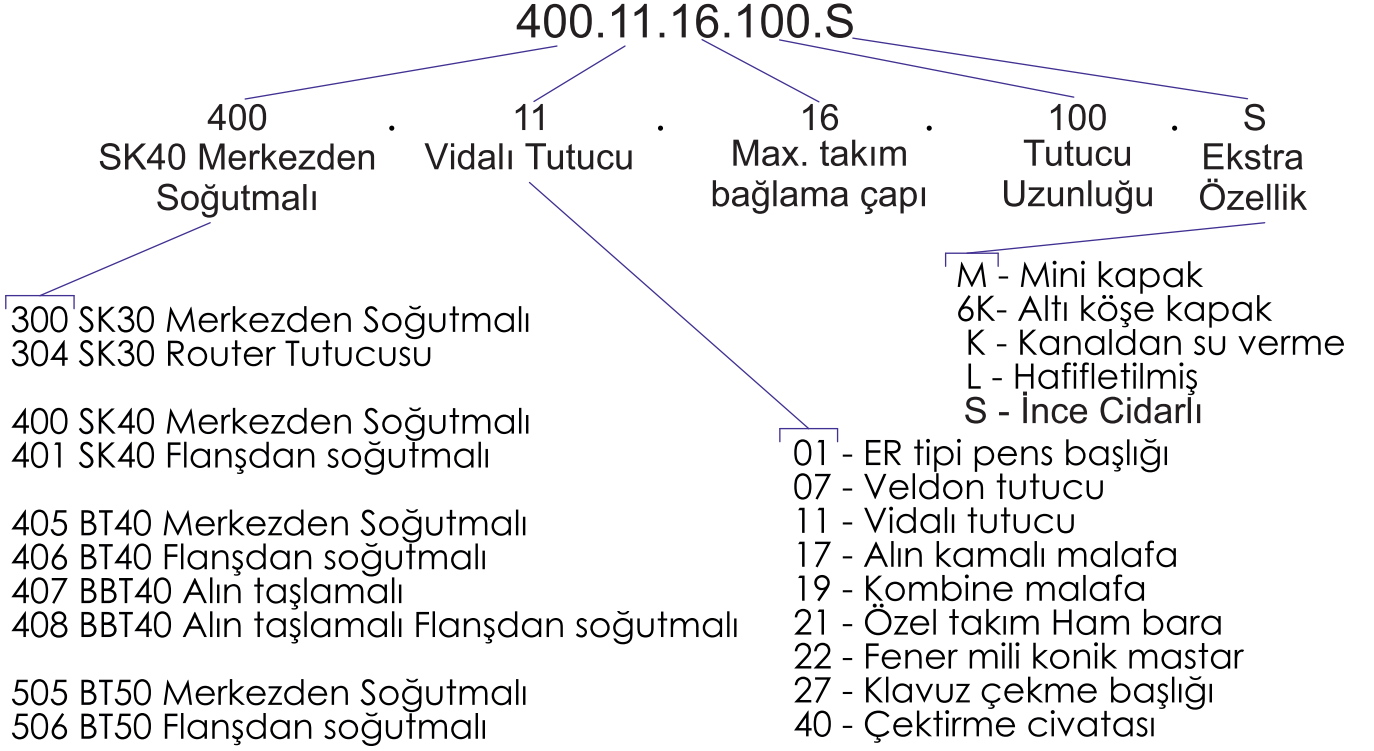 400.11.16.100.S
400 . 11 . 16 . 100 . S
SK40 Merkezden
Soğutmalı
Vidalı Tutucu
Max. takım
bağlama çapı
Tutucu
Uzunluğu
Ekstra
Özellik
300 SK30 Merkezden Soğutmalı
304 SK30 Router Tutucusu
400 SK40 Merkezden Soğutmalı
401 SK40 Flanşdan soğutmalı
405 BT40 Merkezden Soğutmalı
406 BT40 Flanşdan soğutmalı
407 BBT40 Alın taşlamalı
408 BBT40 Alın taşlamalı Flanşdan soğutmalı
505 BT50 Merkezden Soğutmalı
506 BT50 Flanşdan soğutmalı
M - Mini kapak
6K- Altı köşe kapak
K - Kanaldan su verme
L - Hafifletilmiş
S - İnce Cidarlı
01 - ER tipi pens başlığı
07 - Veldon tutucu
11 - Vidalı tutucu
17 - Alın kamalı malafa
19 - Kombine malafa
21 - Özel takım Ham bara
22 - Fener mili konik mastar
27 - Klavuz çekme başlığı
40 - Çektirme civatası